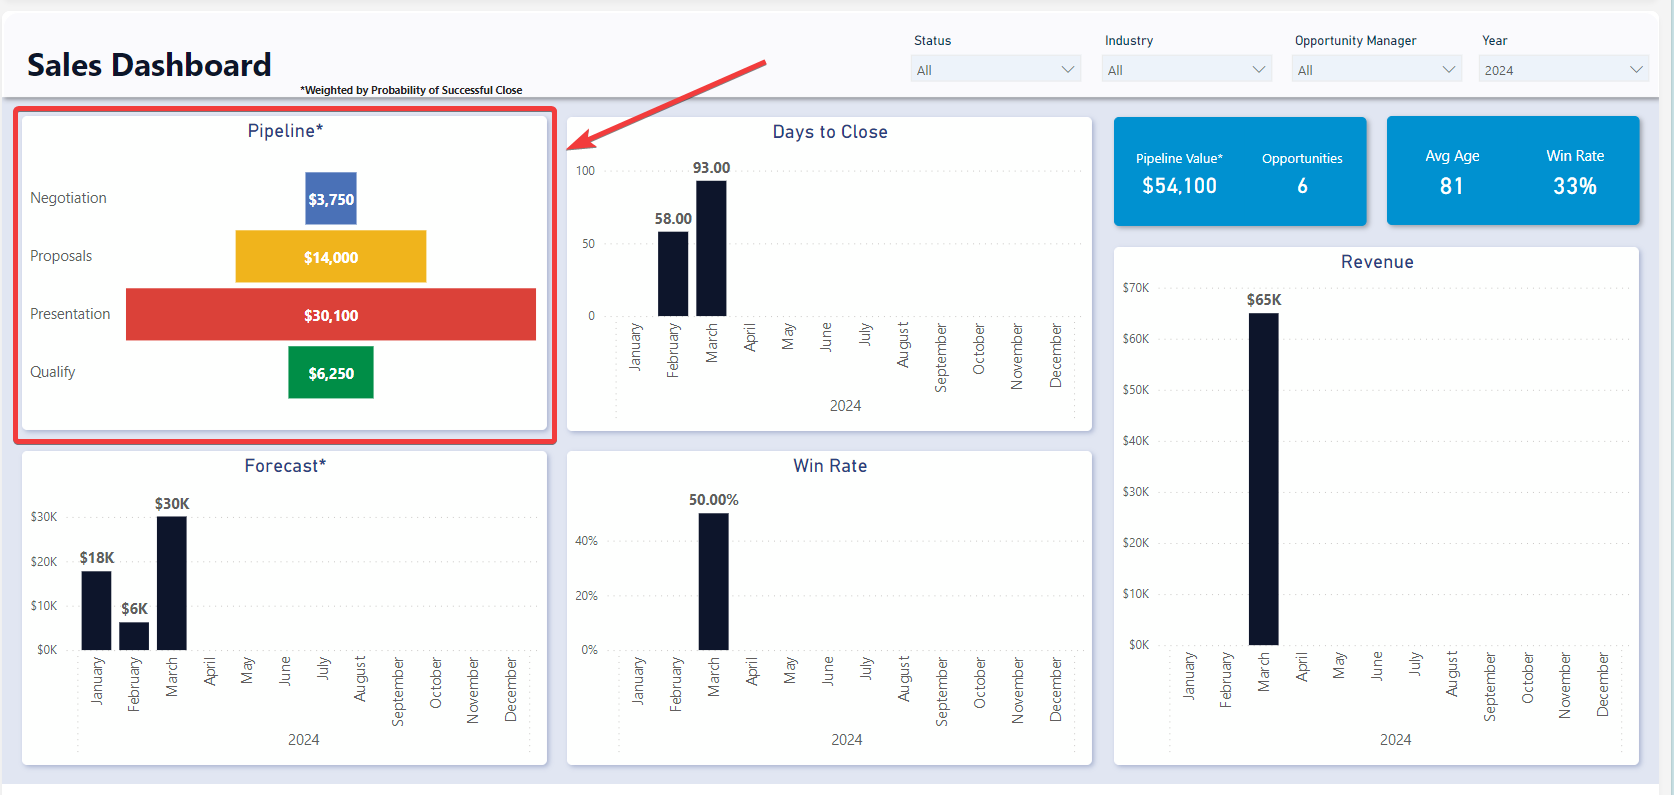 Sales Dashboard
*Weighted by Probability of Successful Close
Status
All
Industry
All
Opportunity Manager
All
Year
2024
Pipeline*
Negotiation
$3,750
Proposals
$14,000
Presentation
$30,100
Qualify
$6,250
Days to Close
100
50
0
58.00
93.00
January
February
March
April
May
June
July
August
September
October
November
December
2024
Pipeline Value*
$54,100
Opportunities
6
Avg Age
81
Win Rate
33%
Forecast*
$30K
$20K
$10K
$0K
$18K
$6K
$30K
January
February
March
April
May
June
July
August
September
October
November
December
2024
Win Rate
40%
20%
0%
50.00%
January
February
March
April
May
June
July
August
September
October
November
December
2024
Revenue
$70K
$60K
$50K
$40K
$30K
$20K
$10K
$0K
$65K
January
February
March
April
May
June
July
August
September
October
November
December
2024